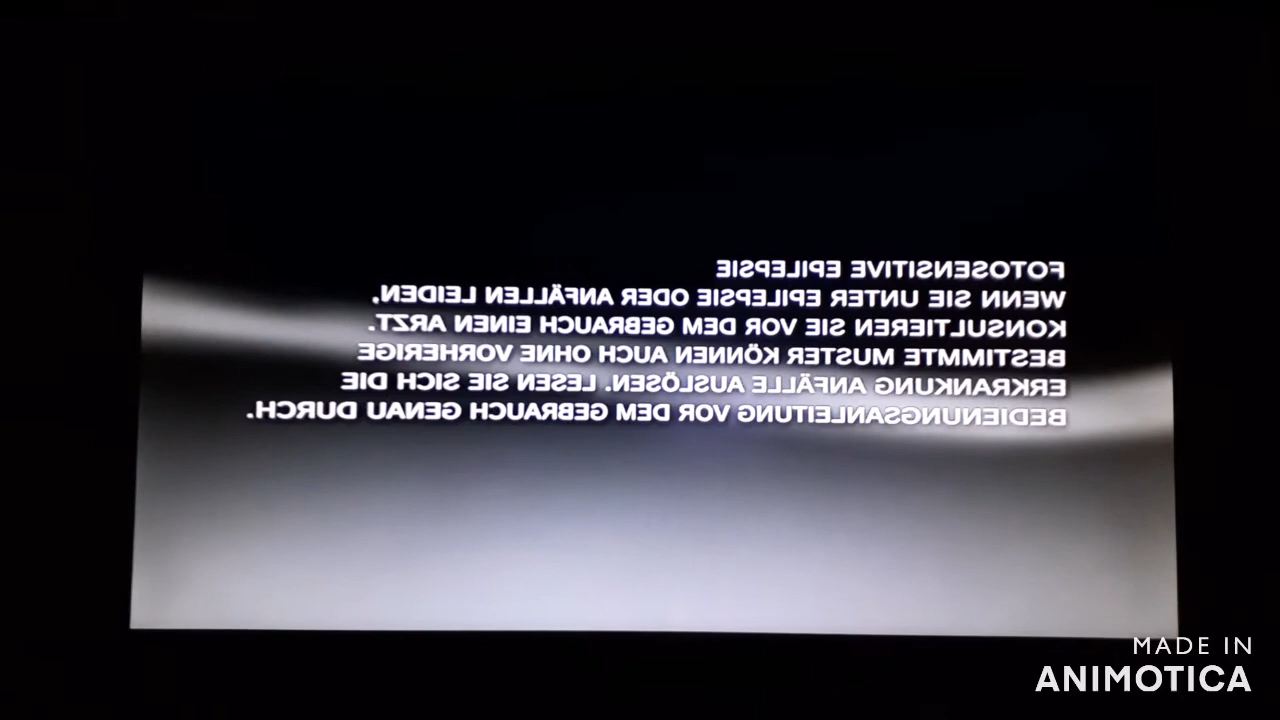 FOTOSENSITIVE EPILEPSIE
WENN SIE UNTER EPILEPSIE ODER ANFÄLLEN LEIDEN,
KONSULTIEREN SIE VOR DEM GEBRAUCH EINEN ARZT.
BESTIMMTE MUSTER KÖNNEN AUCH OHNE VORHERIGE
ERKRANKUNG ANFÄLLE AUSLÖSEN. LESEN SIE SICH DIE
BEDIENUNGSANLEITUNG VOR DEM GEBRAUCH GENAU DURCH.
MADE IN
ANIMOTICA